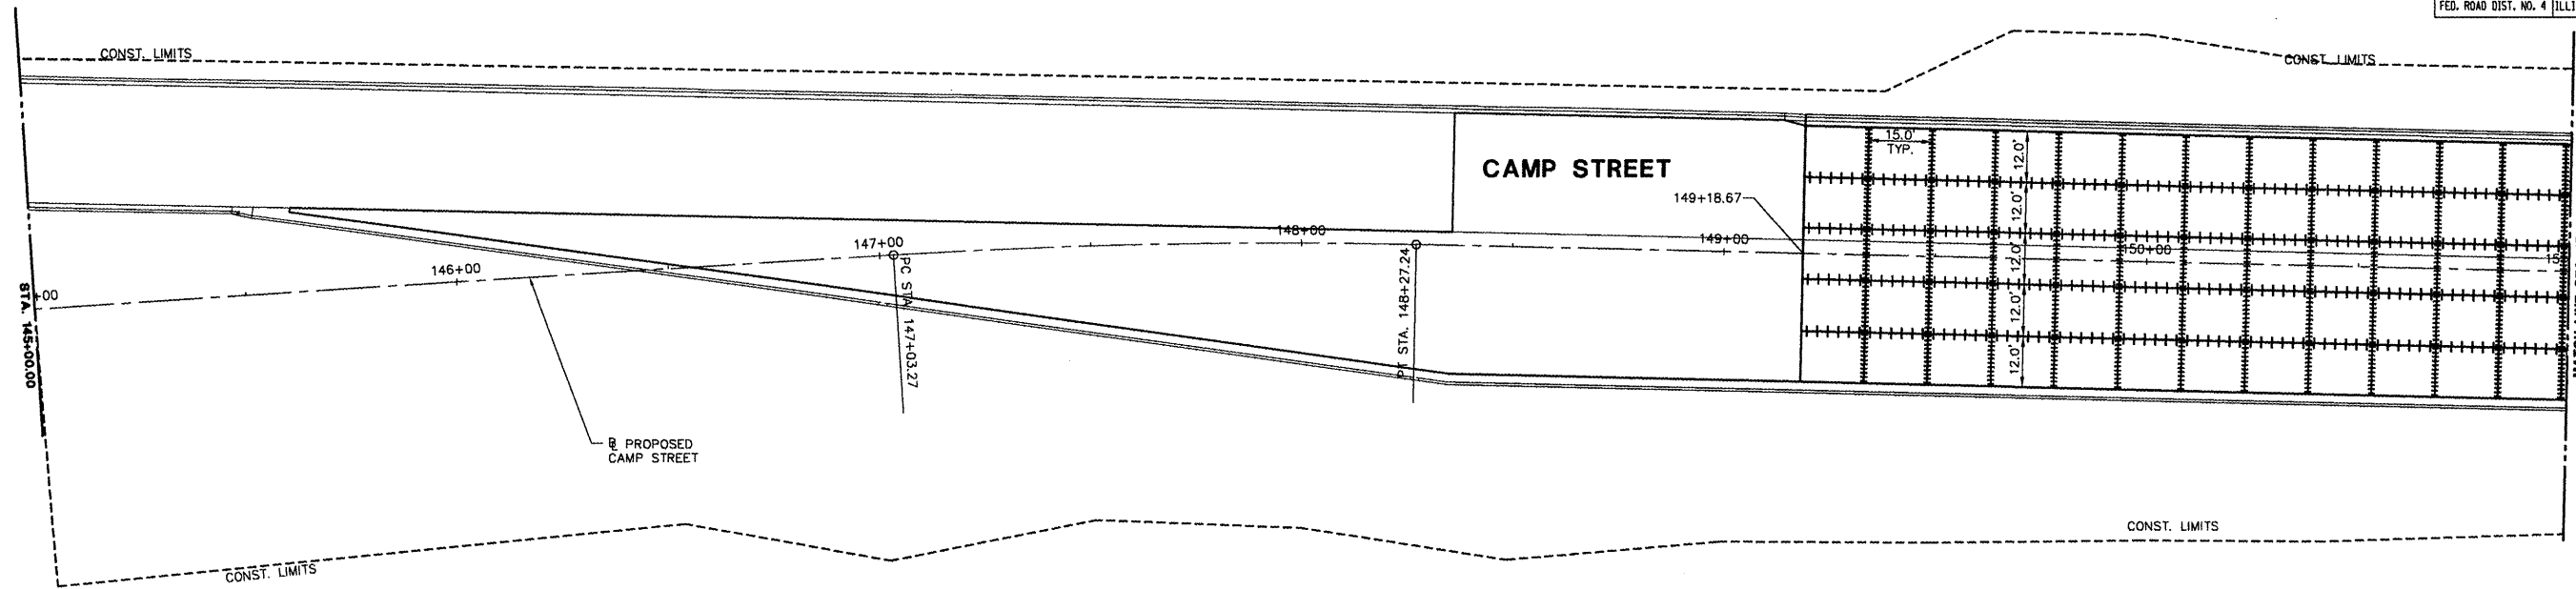 FED. ROAD DIST. NO. 4
CONST. LIMITS
CONST. LIMITS
CAMP STREET
15.0'
TYP.
12.0'
12.0'
12.0'
12.0'
12.0'
149+18.67
147+00
148+00
149+00
150+00
146+00
+00
STA. 145+00.00
PC STA. 147+03.27
PT STA. 148+27.24
PROPOSED
CAMP STREET
CONST. LIMITS
CONST. LIMITS